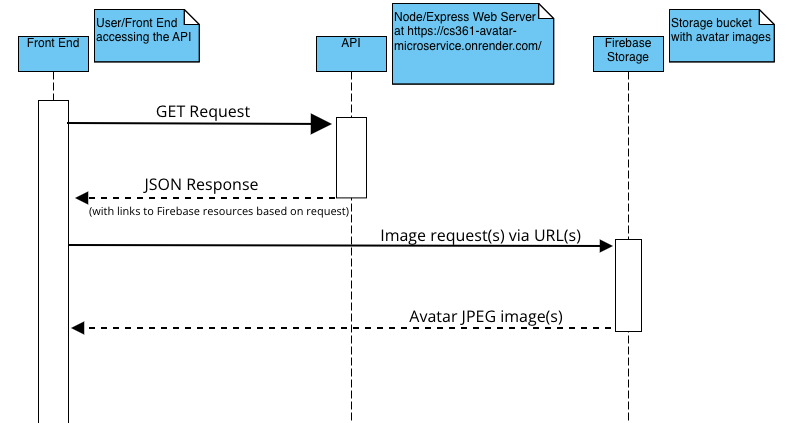 User/Front End
accessing the API
Node/Express Web Server
at https://cs361-avatar-
microservice.onrender.com/
Storage bucket
with avatar images
Front End
API
Firebase
Storage
GET Request
JSON Response
(with links to Firebase resources based on request)
Image request(s) via URL(s)
Avatar JPEG image(s)